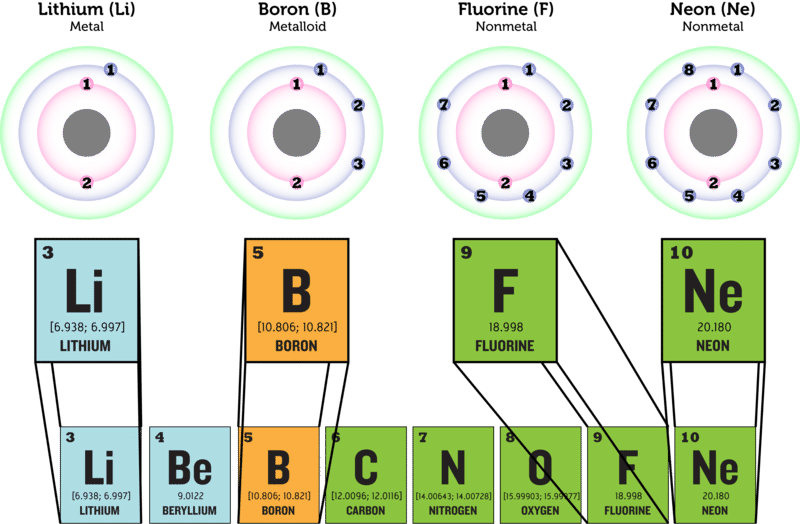 Lithium (Li)
Metal
Boron (B)
Metalloid
Fluorine (F)
Nonmetal
Neon (Ne)
Nonmetal
1
1
2
1
1
2
3
2
1
1
2
3
4
5
6
7
2
1
1
2
3
4
5
6
7
8
2
3
Li
[6.938; 6.997]
LITHIUM
5
B
[10.806; 10.821]
BORON
9
F
18.998
FLUORINE
10
Ne
20.180
NEON
3
Li
[6.938; 6.997]
LITHIUM
4
Be
9.0122
BERYLLIUM
5
B
[10.806; 10.821]
BORON
6
C
[12.0096; 12.0116]
CARBON
7
N
[14.00643; 14.00728]
NITROGEN
8
O
[15.99903; 15.99977]
OXYGEN
9
F
18.998
FLUORINE
10
Ne
20.180
NEON